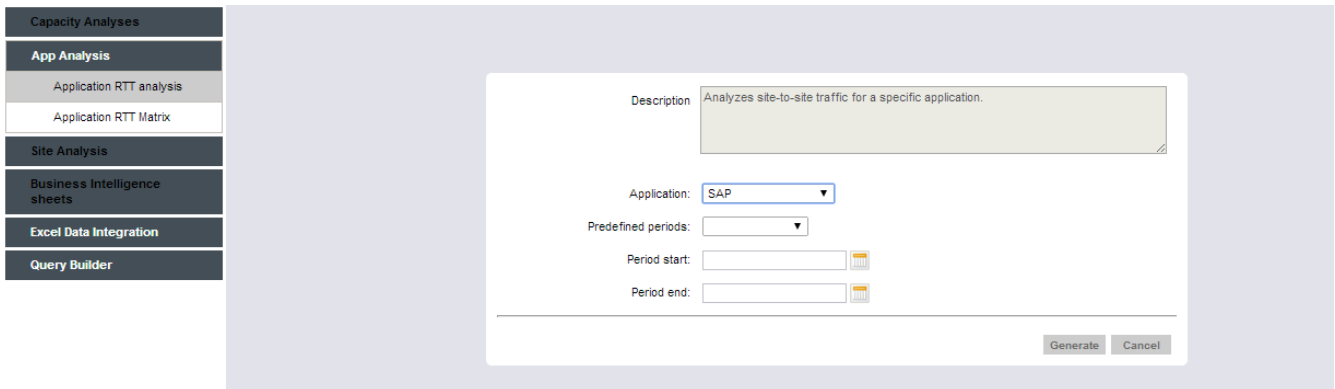 Capacity Analyses
App Analysis
Application RTT analysis
Application RTT Matrix
Site Analysis
Business Intelligence
sheets
Excel Data Integration
Query Builder
Description
Analyzes site-to-site traffic for a specific application.
Application:
SAP
Predefined periods:
Period start:
Period end:
Generate
Cancel